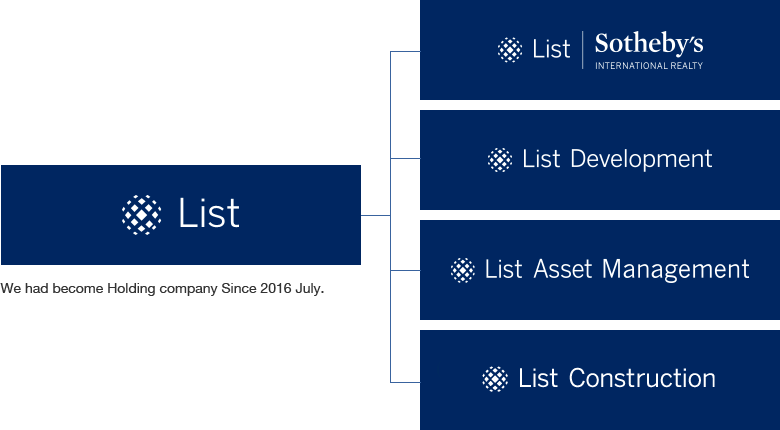 List
We had become Holding company Since 2016 July.
List
Sotheby's
INTERNATIONAL REALTY
List Development
List Asset Management
List Construction